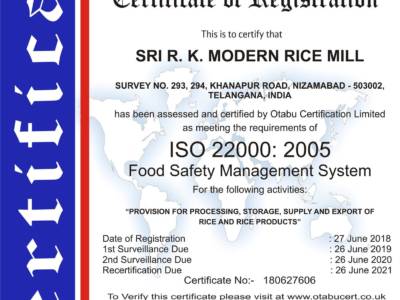 Certificate of Registration
This is to certify that
SRI R. K. MODERN RICE MILL
SURVEY NO. 293, 294, KHANAPUR ROAD, NIZAMABAD - 503002,
TELANGANA, INDIA
has been assessed and certified by Otabu Certification Limited
as meeting the requirements of
ISO 22000: 2005
Food Safety Management System
For the following activities:
"PROVISION FOR PROCESSING, STORAGE, SUPPLY AND EXPORT OF
RICE AND RICE PRODUCTS"
Date of Registration : 27 June 2018
1st Surveillance Due : 26 June 2019
2nd Surveillance Due : 26 June 2020
Recertification Due : 26 June 2021
Certificate No:- 180627606
To Verify this certificate please visit at www.otabucert.co.uk
ertifica